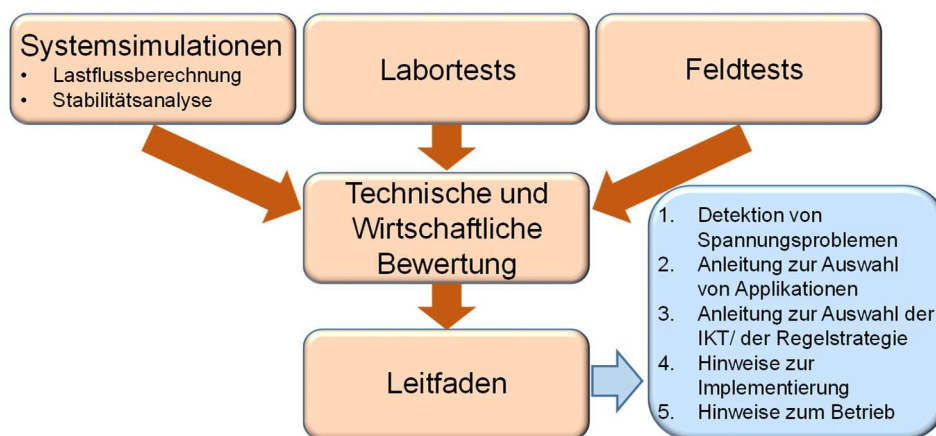 Systemsimulationen
• Lastflussberechnung
• Stabilitätsanalyse
Labortests
Feldtests
Technische und
Wirtschaftliche
Bewertung
Leitfaden
1. Detektion von
Spannungsproblemen
2. Anleitung zur Auswahl
von Applikationen
3. Anleitung zur Auswahl der
IKT/ der Regelstrategie
4. Hinweise zur
Implementierung
5. Hinweise zum Betrieb